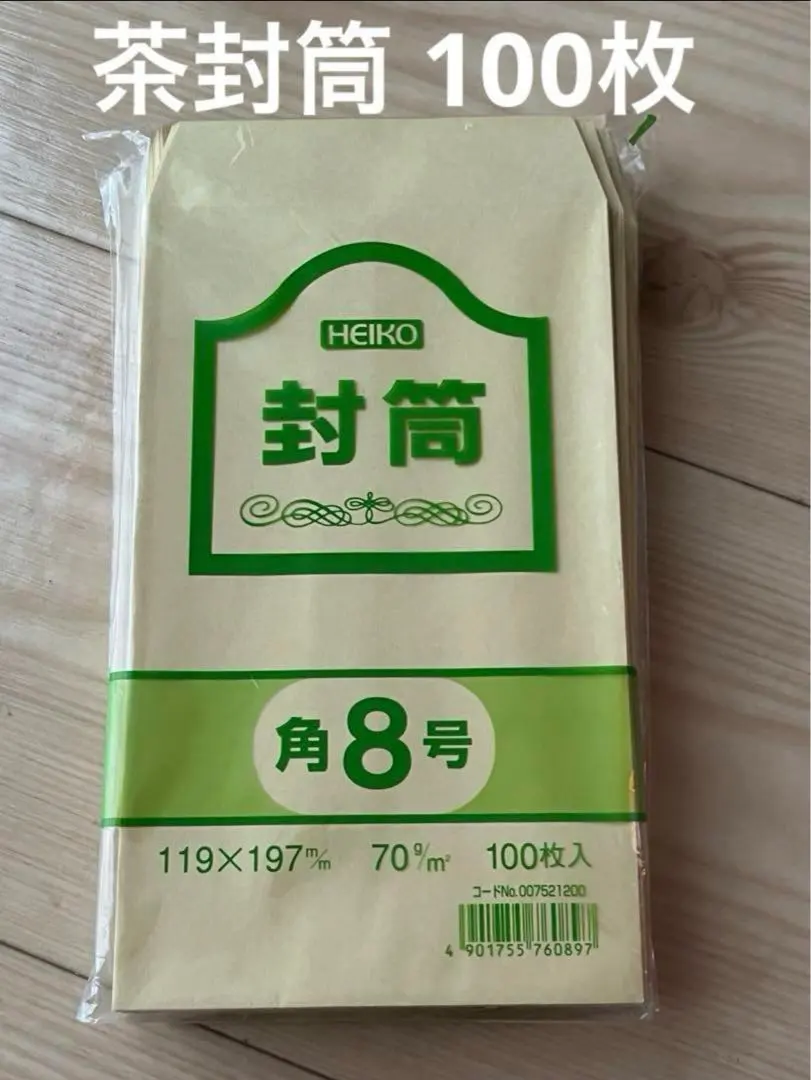 茶封筒 100枚
HEIKO
封筒
角8号
119×197m/m 70g/m² 100枚入
コードNo.007521200
4 901755 760897